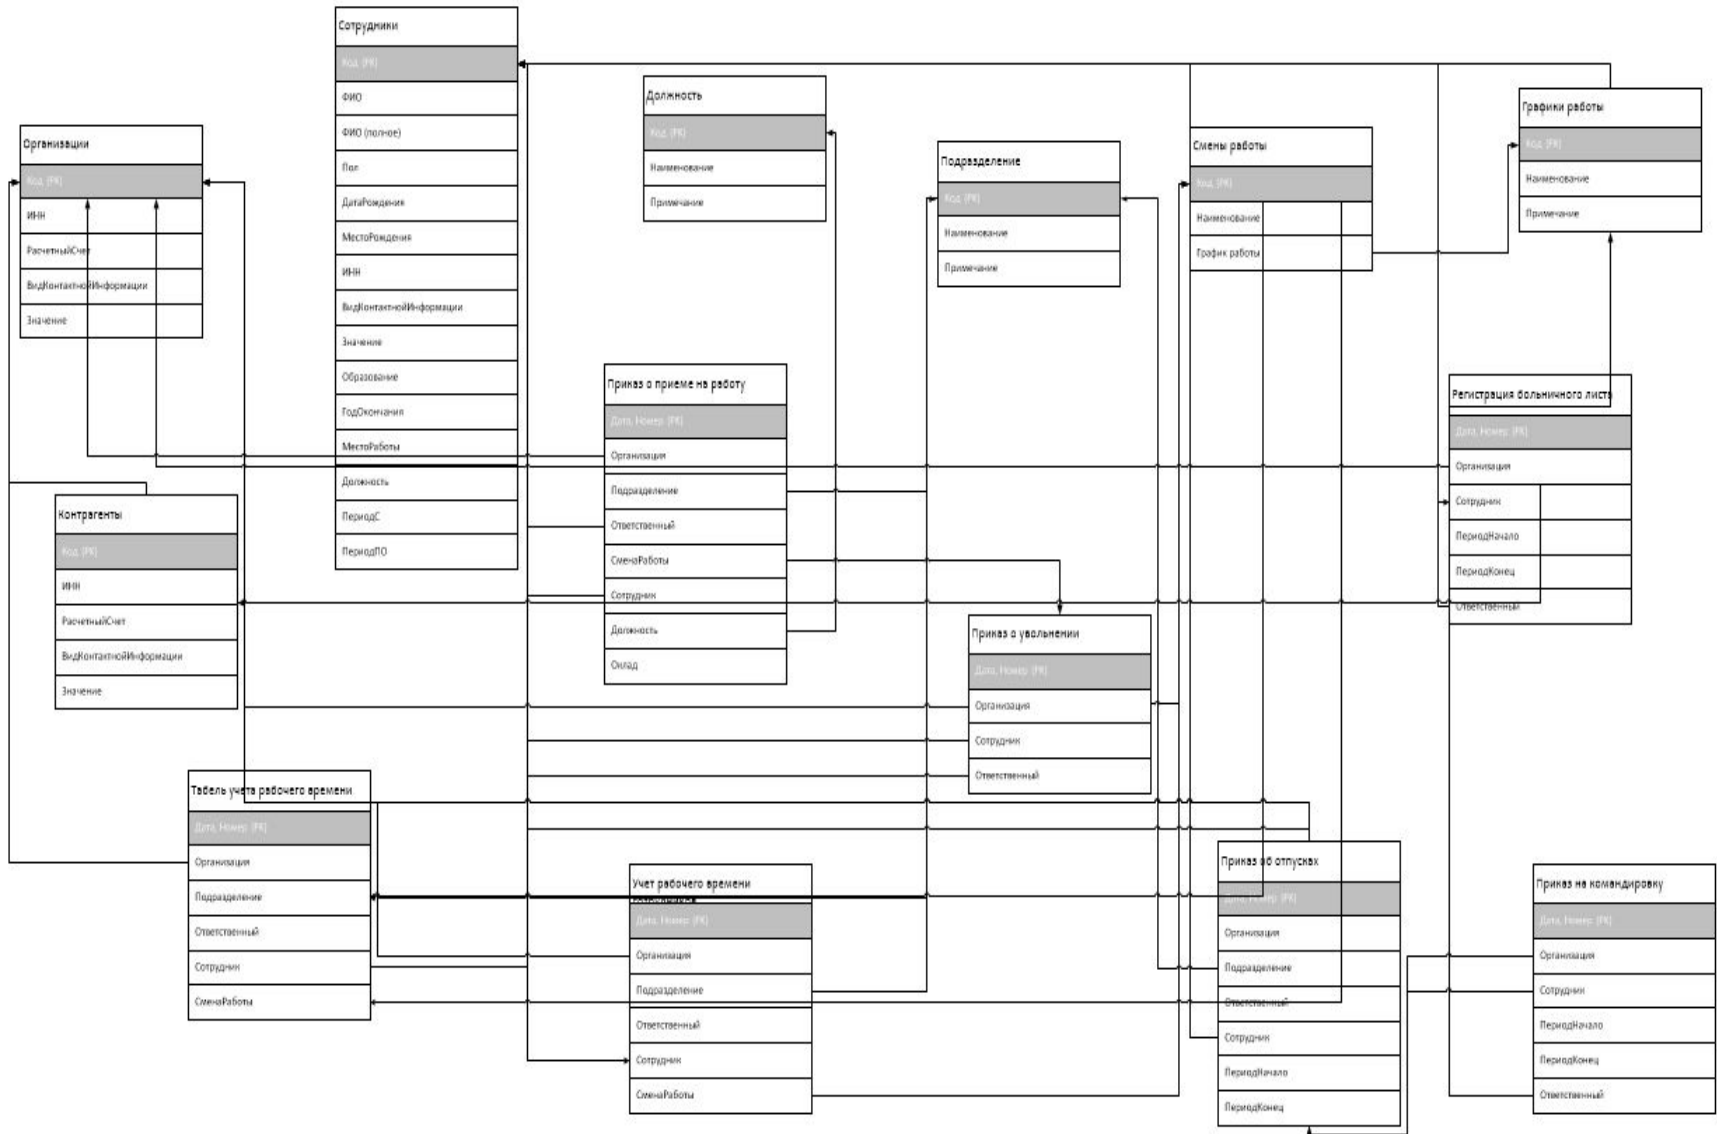 Сотрудники
Код (PK)
ФИО
ФИО (полное)
Пол
ДатаРождения
МестоРождения
ИНН
ВидКонтактнойИнформации
Значение
Образование
ГодОкончания
МестоРаботы
Должность
ПериодС
ПериодПО
Организации
Код (PK)
ИНН
РасчетныйСчет
ВидКонтактнойИнформации
Значение
Должность
Код (PK)
Наименование
Примечание
Подразделение
Код (PK)
Наименование
Примечание
Смены работы
Код (PK)
Наименование
График работы
Графики работы
Код (PK)
Наименование
Примечание
Приказ о приеме на работу
Дата, Номер (PK)
Организация
Подразделение
Ответственный
СменаРаботы
Сотрудник
Должность
Оклад
Регистрация больничного листа
Дата, Номер (PK)
Организация
Сотрудник
ПериодНачало
ПериодКонец
Ответственный
Контрагенты
Код (PK)
ИНН
РасчетныйСчет
ВидКонтактнойИнформации
Значение
Приказ о увольнении
Дата, Номер (PK)
Организация
Сотрудник
Ответственный
Табель учета рабочего времени
Дата, Номер (PK)
Организация
Подразделение
Ответственный
Сотрудник
СменаРаботы
Учет рабочего времени
сотрудников
Дата, Номер (PK)
Организация
Подразделение
Ответственный
Сотрудник
СменаРаботы
Приказ об отпусках
Дата, Номер (PK)
Организация
Подразделение
Ответственный
Сотрудник
ПериодНачало
ПериодКонец
Приказ на командировку
Дата, Номер (PK)
Организация
Сотрудник
ПериодНачало
ПериодКонец
Ответственный